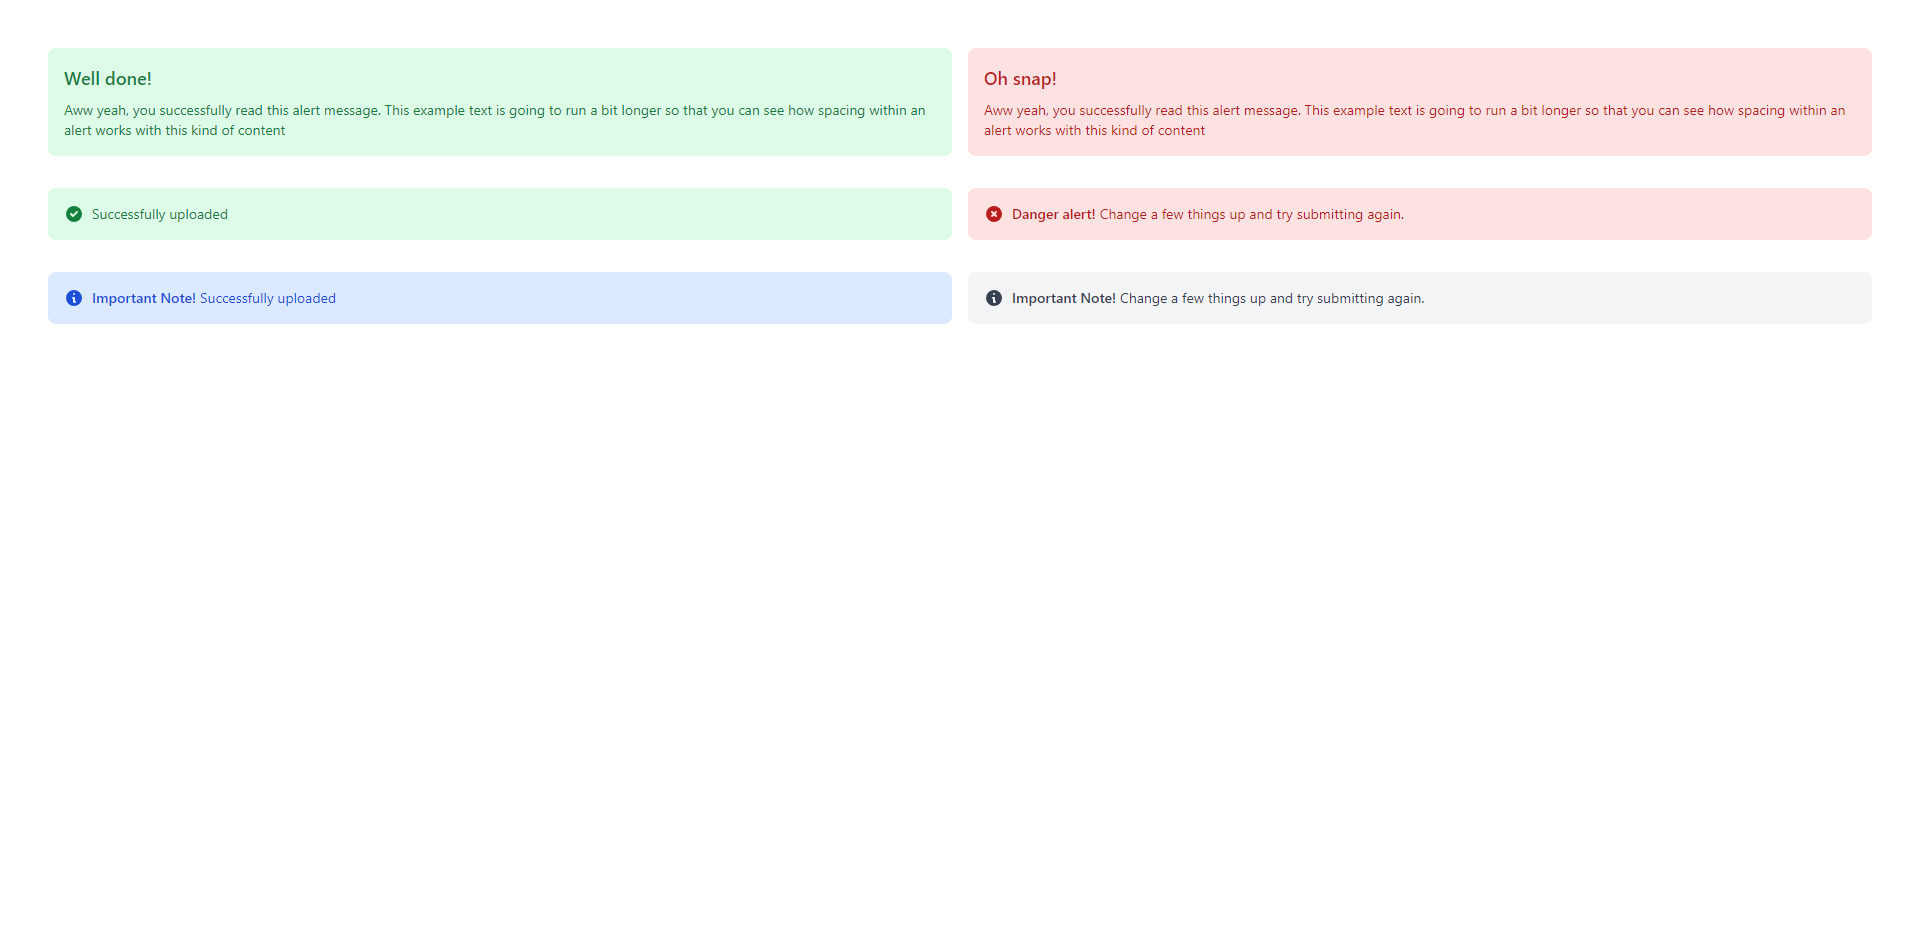 Well done!
Aww yeah, you successfully read this alert message. This example text is going to run a bit longer so that you can see how spacing within an
alert works with this kind of content
Oh snap!
Aww yeah, you successfully read this alert message. This example text is going to run a bit longer so that you can see how spacing within an
alert works with this kind of content
Successfully uploaded
Danger alert! Change a few things up and try submitting again.
Important Note! Successfully uploaded
Important Note! Change a few things up and try submitting again.